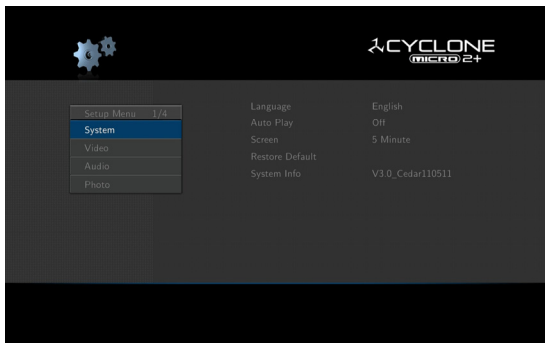 CYCLONE
MICRO 2+
Setup Menu 1/4
System
Video
Audio
Photo
Language English
Auto Play Off
Screen 5 Minute
Restore Default
System Info V3.0_Cedar110511